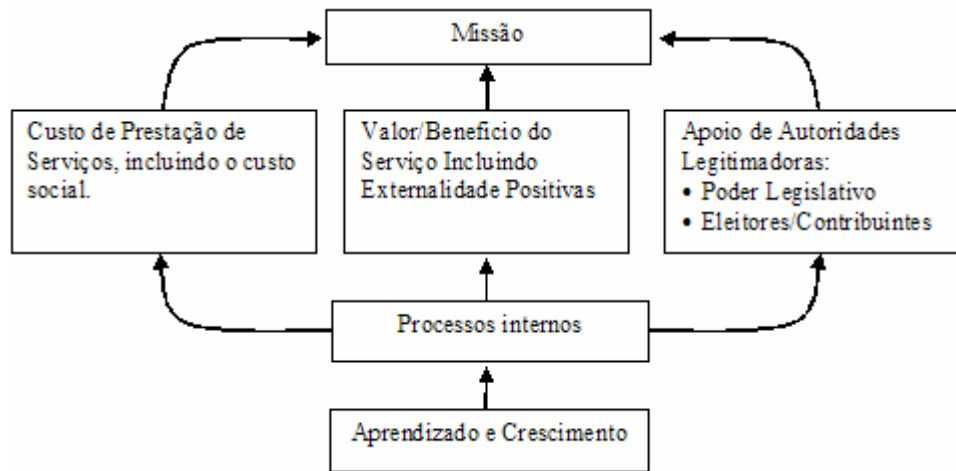 Missão
Custo de Prestação de
Serviços, incluindo o custo
social.
Valor/Beneficio do
Serviço Incluindo
Externalidade Positivas
Apoio de Autoridades
Legitimadoras:
• Poder Legislativo
• Eleitores/Contribuintes
Processos internos
Aprendizado e Crescimento